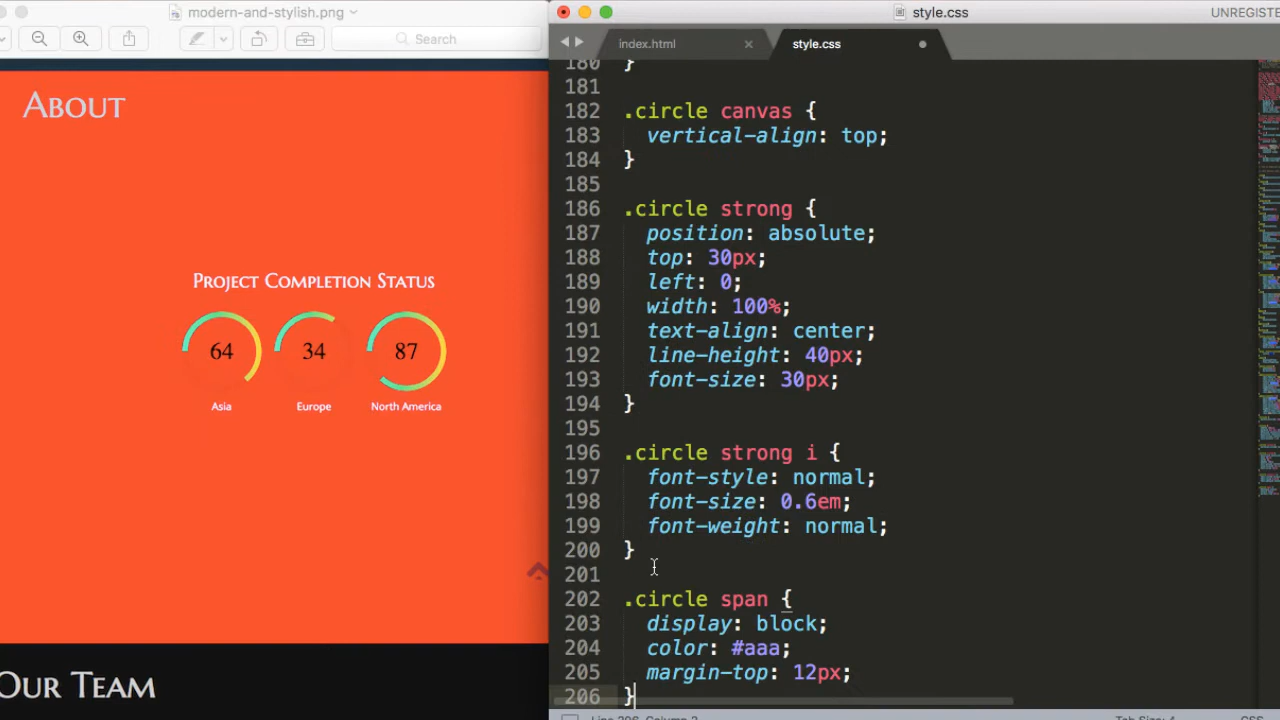 modern-and-stylish.png
Search
About
Project Completion Status
64
34
87
Asia
Europe
North America
Our Team
style.css
UNREGISTE
index.html
style.css
180 }
181
182 .circle canvas {
183 vertical-align: top;
184 }
185
186 .circle strong {
187 position: absolute;
188 top: 30px;
189 left: 0;
190 width: 100%;
191 text-align: center;
192 line-height: 40px;
193 font-size: 30px;
194 }
195
196 .circle strong i {
197 font-style: normal;
198 font-size: 0.6em;
199 font-weight: normal;
200 }
201
202 .circle span {
203 display: block;
204 color: #aaa;
205 margin-top: 12px;
206 }